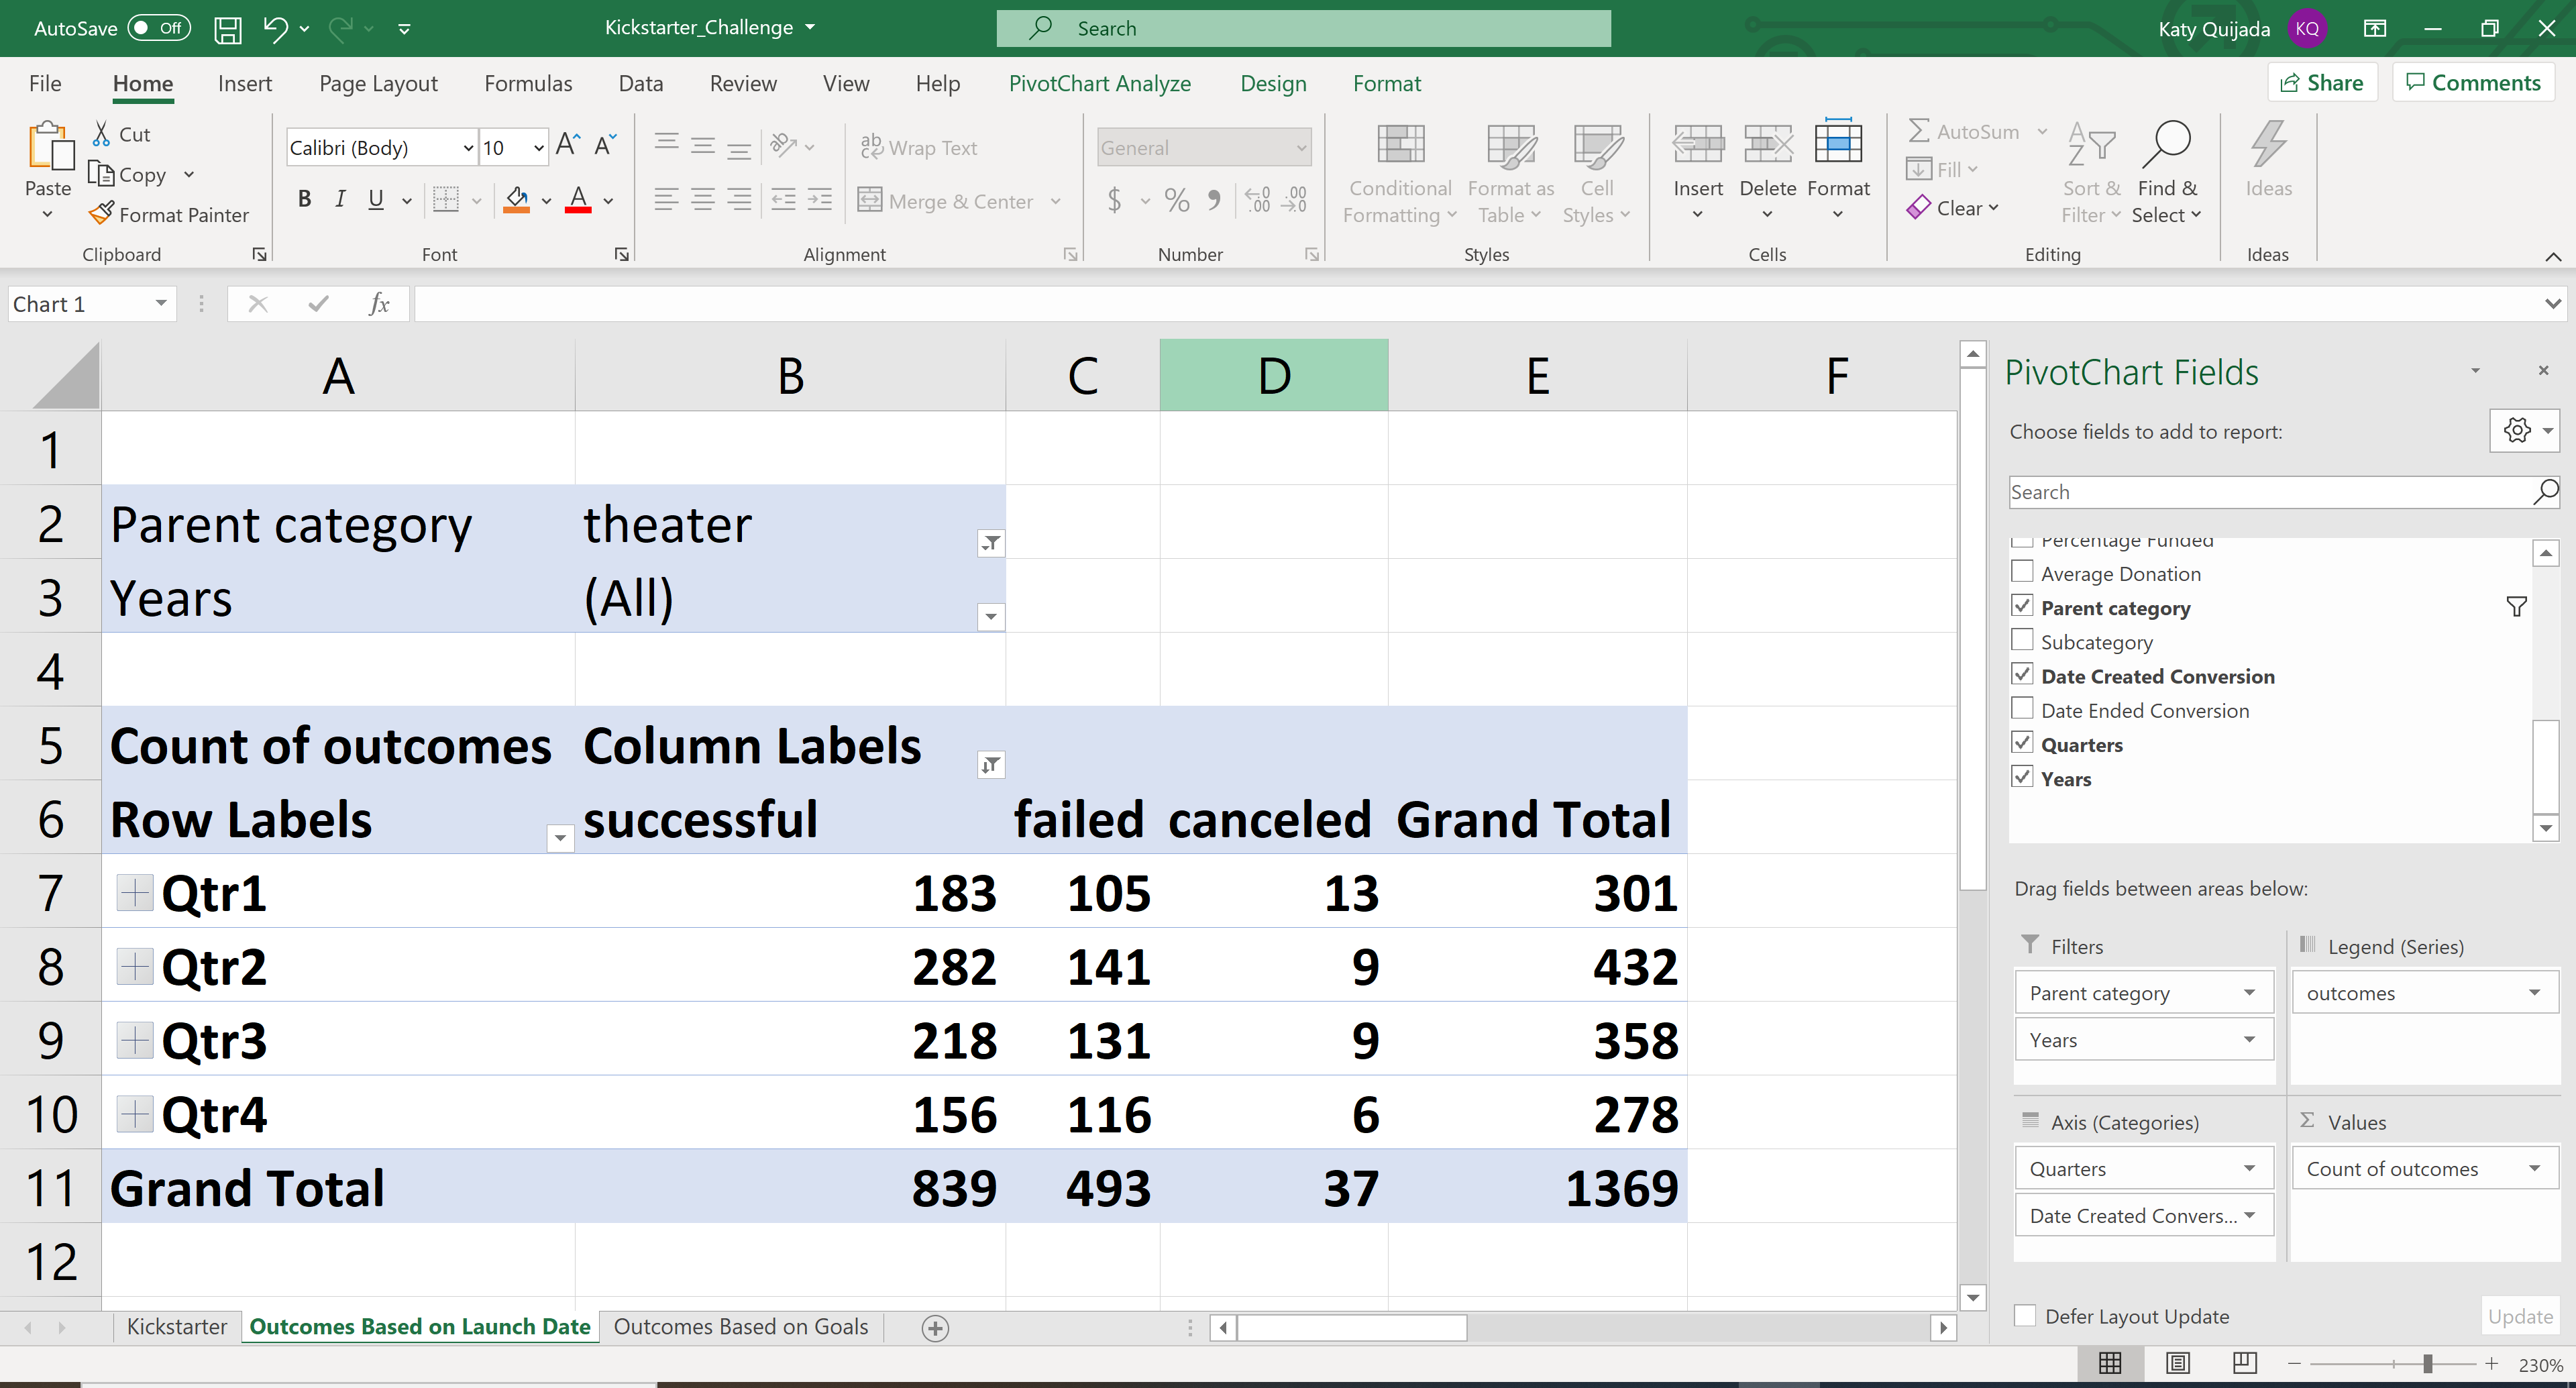 AutoSave Off Kickstarter_Challenge Search Katy Quijada KQ
File Home Insert Page Layout Formulas Data Review View Help PivotChart Analyze Design Format Share Comments
Paste Cut Copy Format Painter
Calibri (Body) 10 A A
B I U A
ab Wrap Text
Merge & Center
General
$ % , .00 .0
Conditional Formatting Format as Table Cell Styles
Insert Delete Format
AutoSum Fill Clear
Sort & Filter Find & Select
Ideas
Clipboard Font Alignment Number Styles Cells Editing Ideas
Chart 1 fx
A B C D E F
1
2 Parent category theater
3 Years (All)
4
5 Count of outcomes Column Labels
6 Row Labels successful failed canceled Grand Total
7 Qtr1 183 105 13 301
8 Qtr2 282 141 9 432
9 Qtr3 218 131 9 358
10 Qtr4 156 116 6 278
11 Grand Total 839 493 37 1369
12
Kickstarter Outcomes Based on Launch Date Outcomes Based on Goals
PivotChart Fields
Choose fields to add to report:
Search
Percentage Funded
Average Donation
Parent category
Subcategory
Date Created Conversion
Date Ended Conversion
Quarters
Years
Drag fields between areas below:
Filters
Parent category
Years
Legend (Series)
outcomes
Axis (Categories)
Quarters
Date Created Convers...
Σ Values
Count of outcomes
Defer Layout Update Update
230%